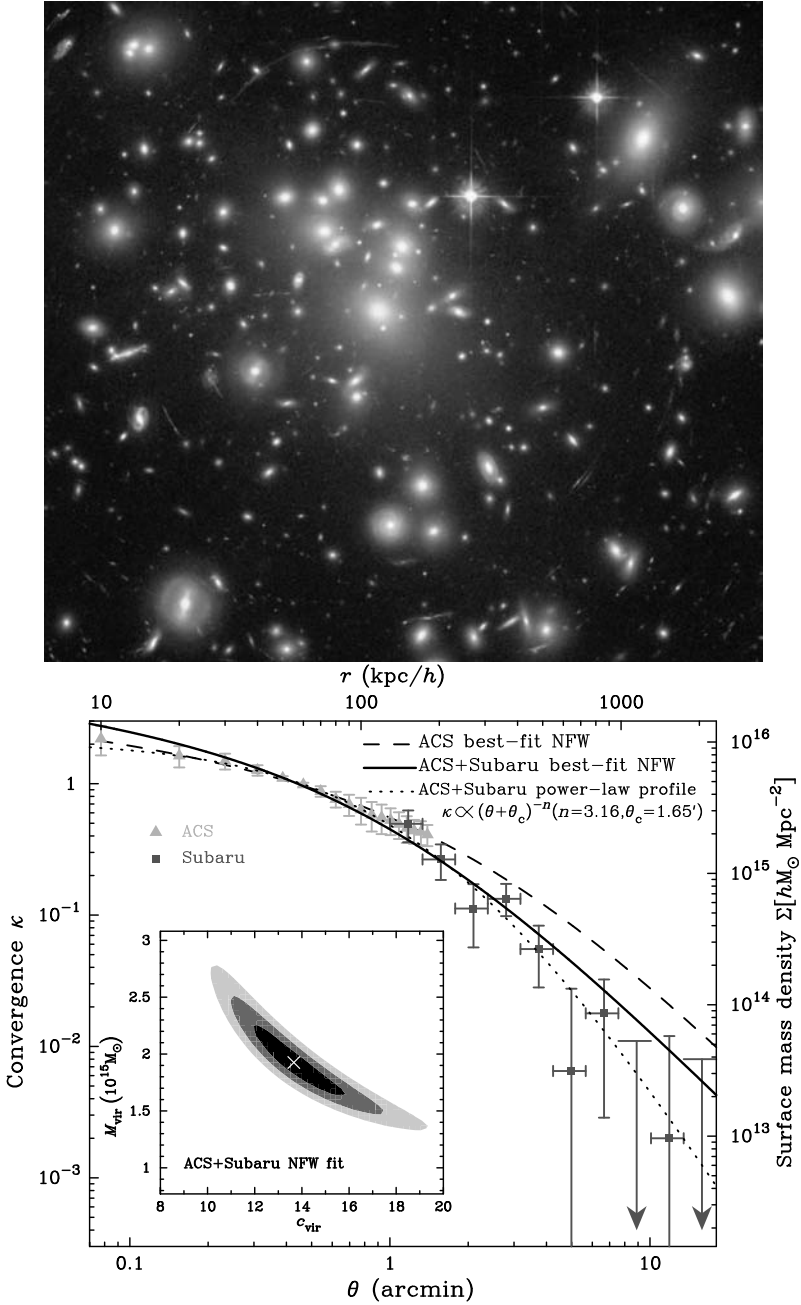 r (kpc/h)
10 100 1000
ACS best-fit NFW
ACS+Subaru best-fit NFW
ACS+Subaru power-law profile
κ∝(θ+θc)^−n(n=3.16,θc=1.65′)
ACS
Subaru
Convergence κ
1
10^−1
10^−2
10^−3
Surface mass density Σ[hM⊙ Mpc^−2]
10^16
10^15
10^14
10^13
Mvir (10^15M⊙)
3
2.5
2
1.5
1
ACS+Subaru NFW fit
8 10 12 14 16 18 20
cvir
0.1 1 10
θ (arcmin)